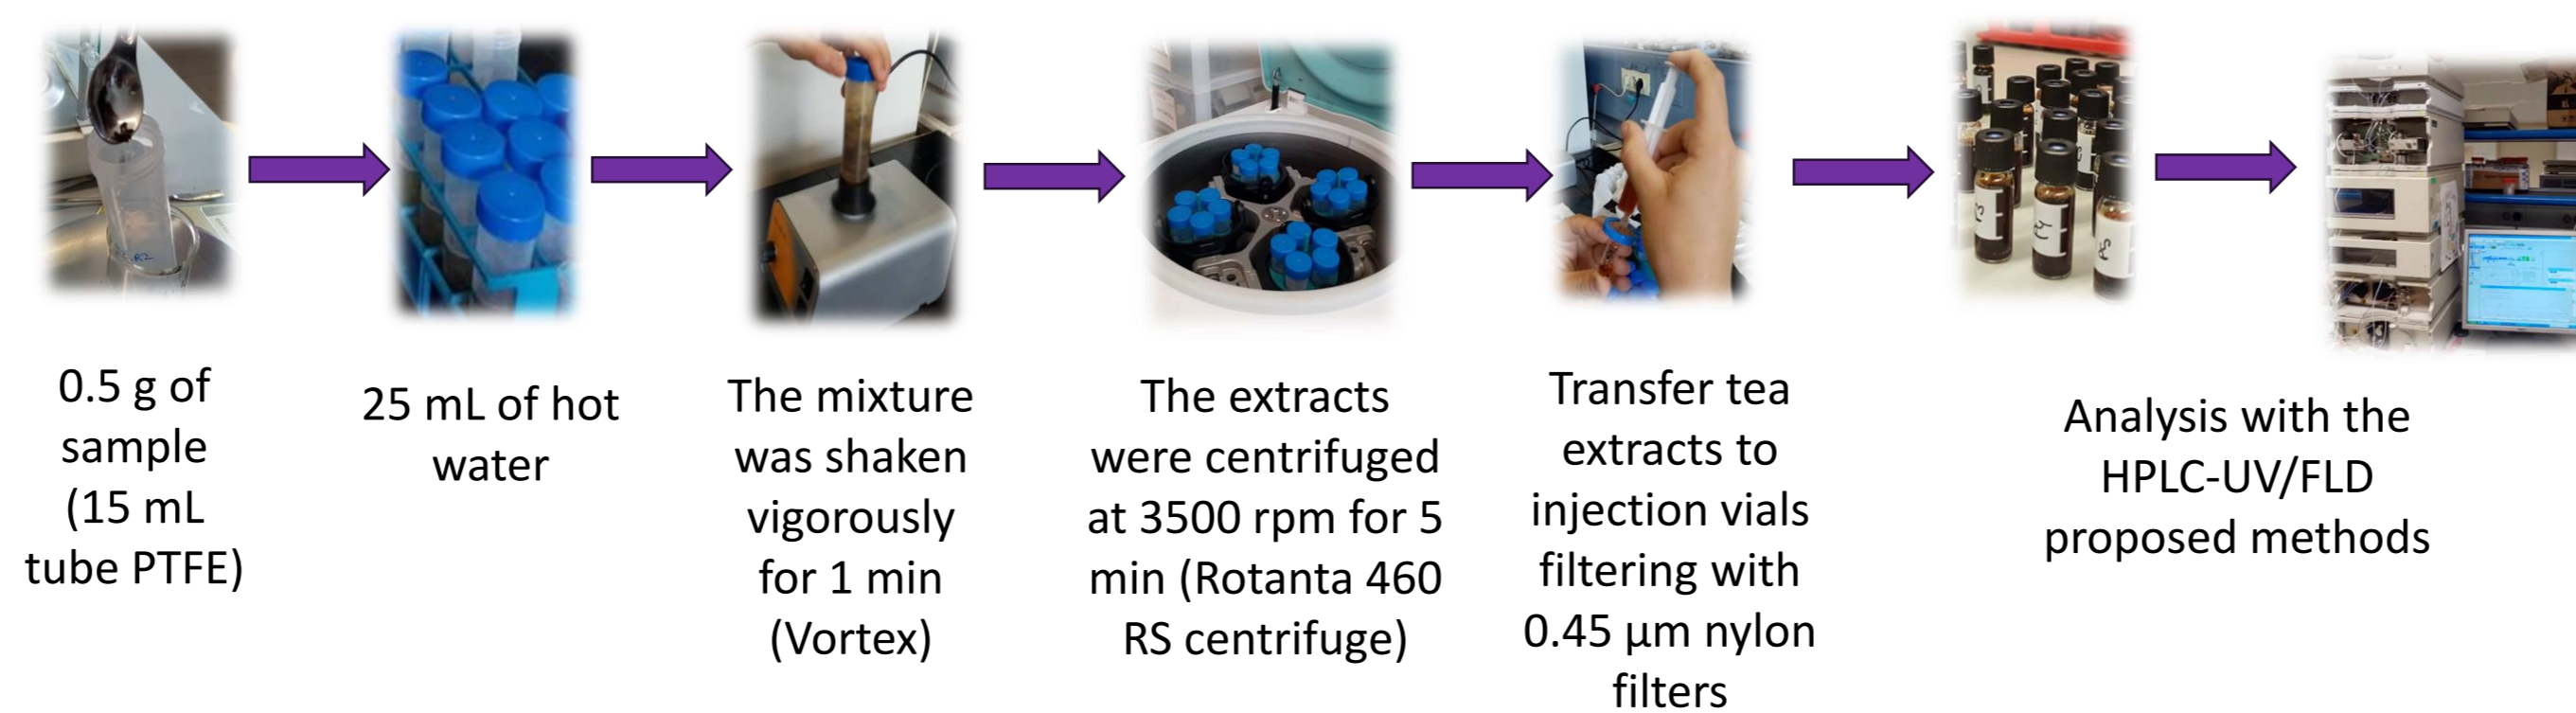 0.5 g of
sample
(15 mL
tube PTFE)
25 mL of hot
water
The mixture
was shaken
vigorously
for 1 min
(Vortex)
The extracts
were centrifuged
at 3500 rpm for 5
min (Rotanta 460
RS centrifuge)
Transfer tea
extracts to
injection vials
filtering with
0.45 µm nylon
filters
Analysis with the
HPLC-UV/FLD
proposed methods